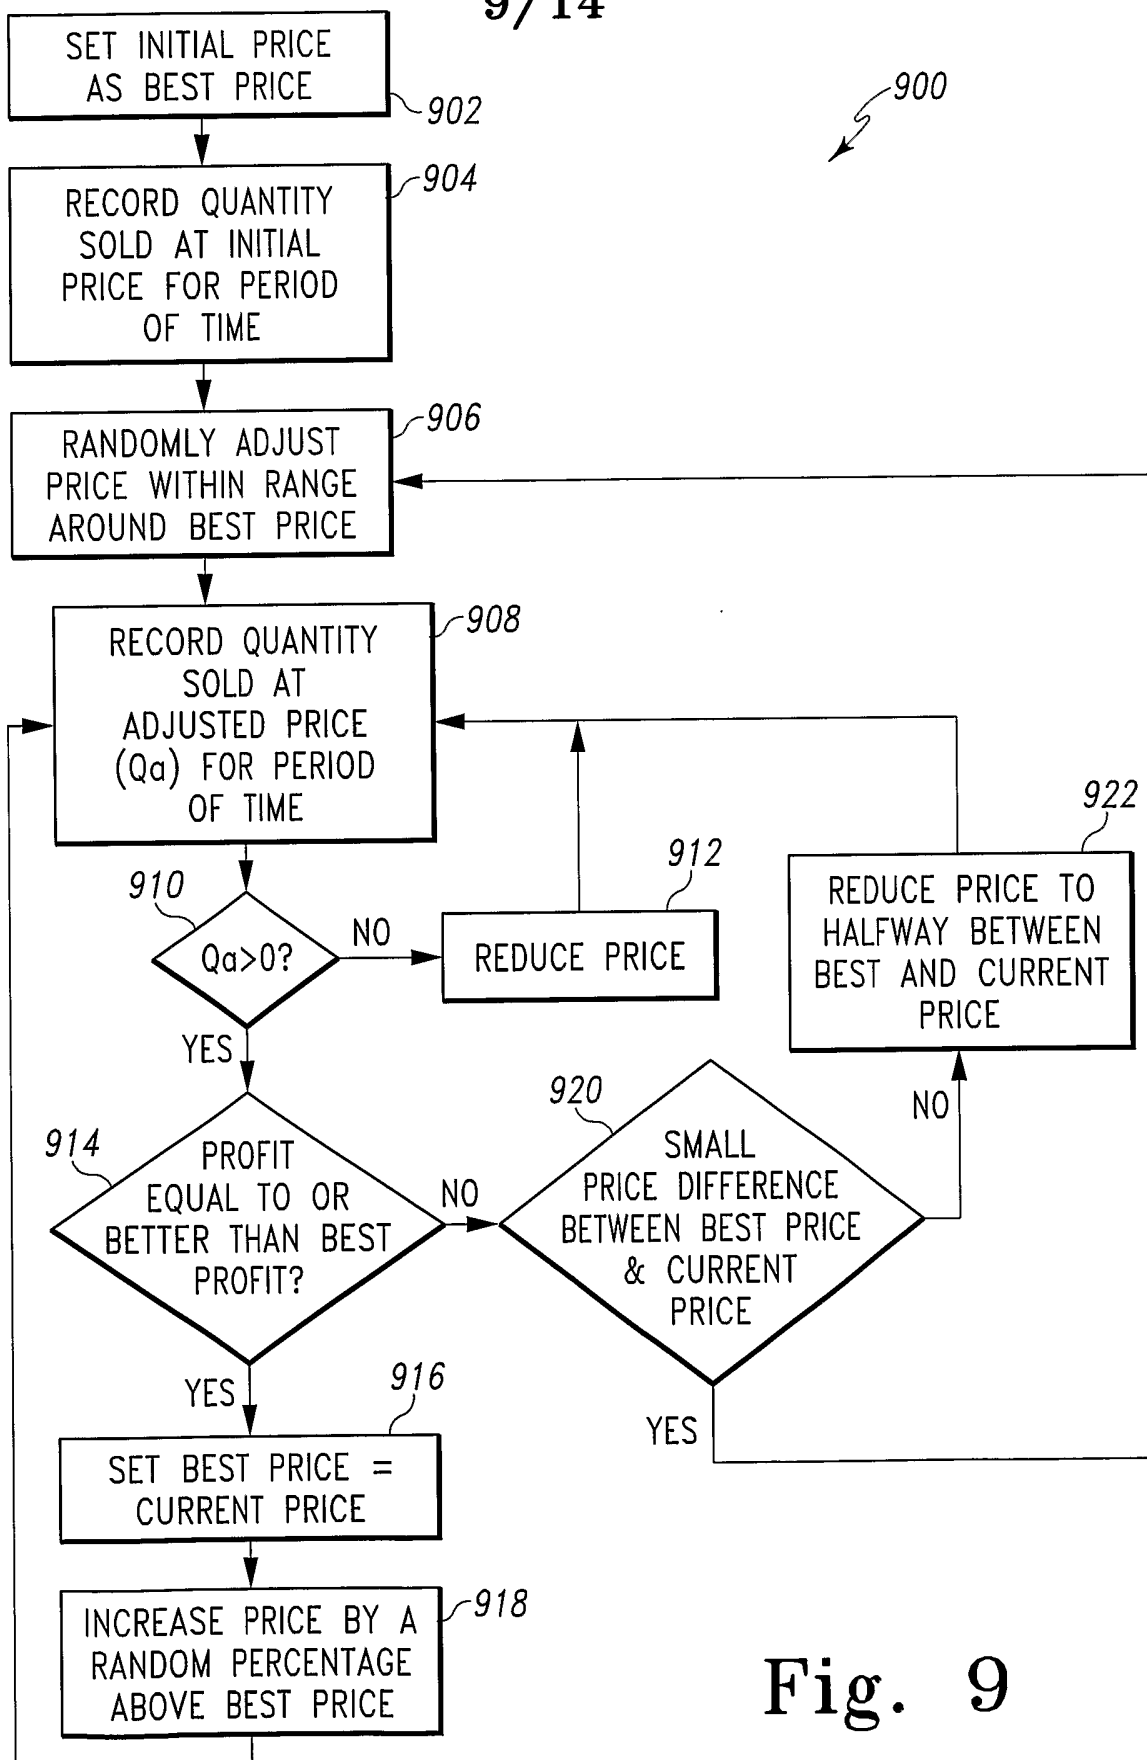 9/14
SET INITIAL PRICE
AS BEST PRICE
902
900
904
RECORD QUANTITY
SOLD AT INITIAL
PRICE FOR PERIOD
OF TIME
906
RANDOMLY ADJUST
PRICE WITHIN RANGE
AROUND BEST PRICE
908
RECORD QUANTITY
SOLD AT
ADJUSTED PRICE
(Qa) FOR PERIOD
OF TIME
910
Qa>0?
NO
912
REDUCE PRICE
922
REDUCE PRICE TO
HALFWAY BETWEEN
BEST AND CURRENT
PRICE
YES
914
PROFIT
EQUAL TO OR
BETTER THAN BEST
PROFIT?
NO
920
SMALL
PRICE DIFFERENCE
BETWEEN BEST PRICE
& CURRENT
PRICE
NO
YES
YES
916
SET BEST PRICE =
CURRENT PRICE
918
INCREASE PRICE BY A
RANDOM PERCENTAGE
ABOVE BEST PRICE
Fig. 9